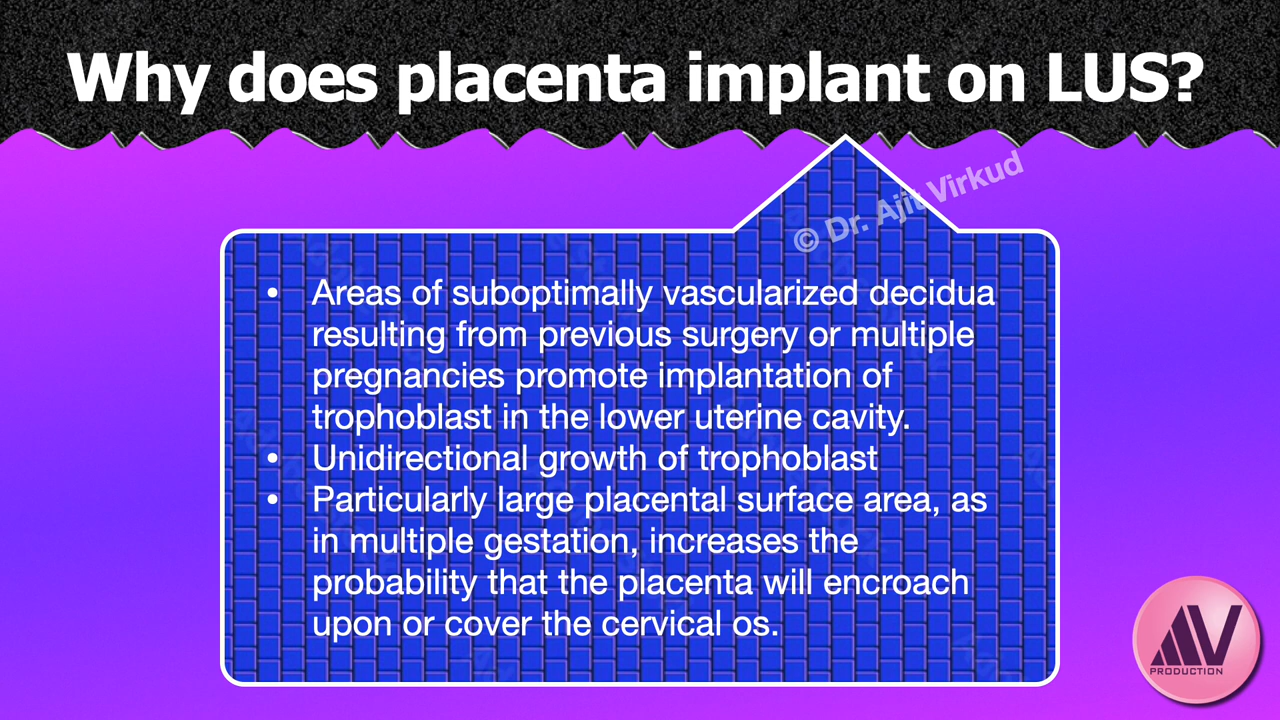 Why does placenta implant on LUS?
© Dr. Ajit Virkud
• Areas of suboptimally vascularized decidua
resulting from previous surgery or multiple
pregnancies promote implantation of
trophoblast in the lower uterine cavity.
• Unidirectional growth of trophoblast
• Particularly large placental surface area, as
in multiple gestation, increases the
probability that the placenta will encroach
upon or cover the cervical os.
AV
PRODUCTION